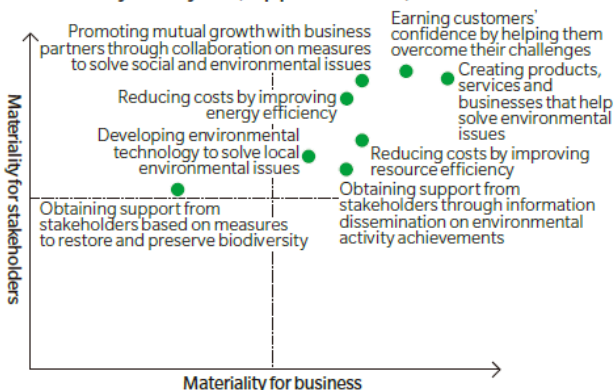 Promoting mutual growth with business
partners through collaboration on measures
to solve social and environmental issues
Earning customers'
confidence by helping them
overcome their challenges
Reducing costs by improving
energy efficiency
Creating products,
services and
businesses that help
solve environmental
issues
Developing environmental
technology to solve local
environmental issues
Reducing costs by improving
resource efficiency
Obtaining support from
stakeholders based on measures
to restore and preserve biodiversity
Obtaining support from
stakeholders through information
dissemination on environmental
activity achievements
Materiality for stakeholders
Materiality for business